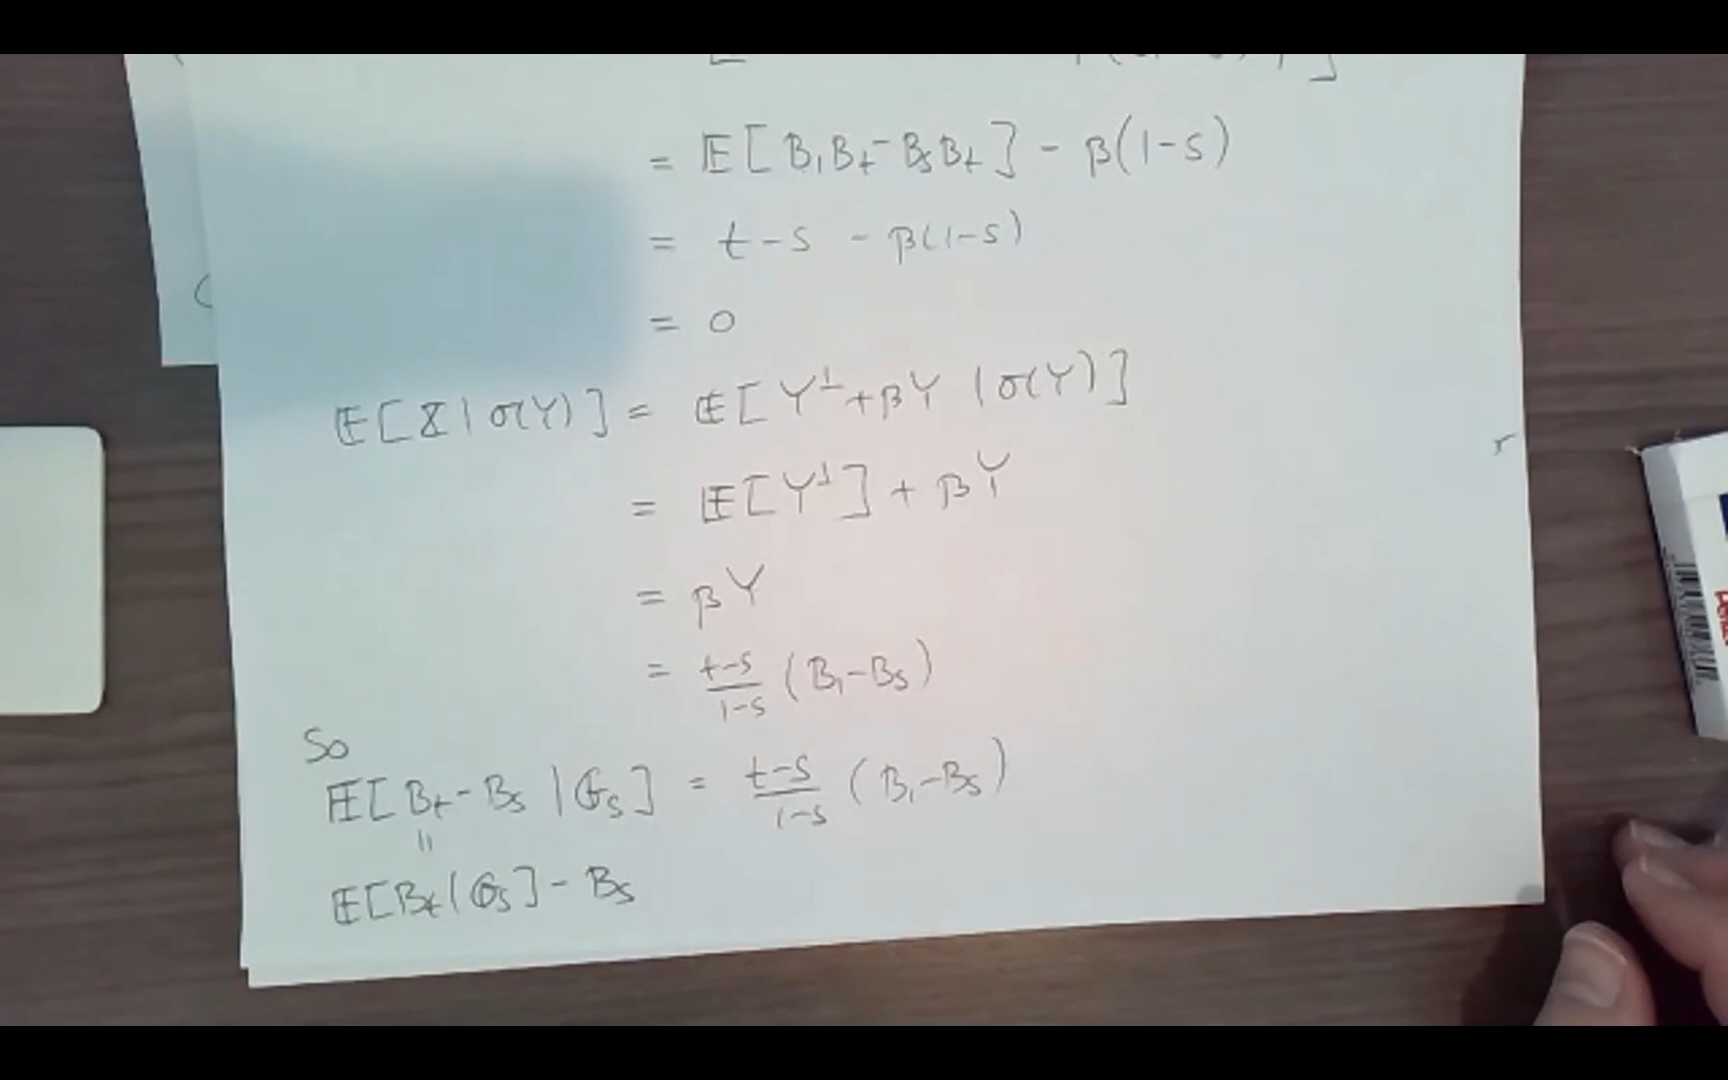 = E[B₁Bₜ - BₛBₜ] - β(1-s)
= t-s - β(1-s)
= 0
E[Z|σ(Y)] = E[Y^⊥ + βY | σ(Y)]
= E[Y^⊥] + βY
= βY
= (t-s)/(1-s) (B₁-Bₛ)
So
E[Bₜ - Bₛ | Gₛ] = (t-s)/(1-s) (B₁-Bₛ)
||
E[Bₜ|Gₛ] - Bₛ